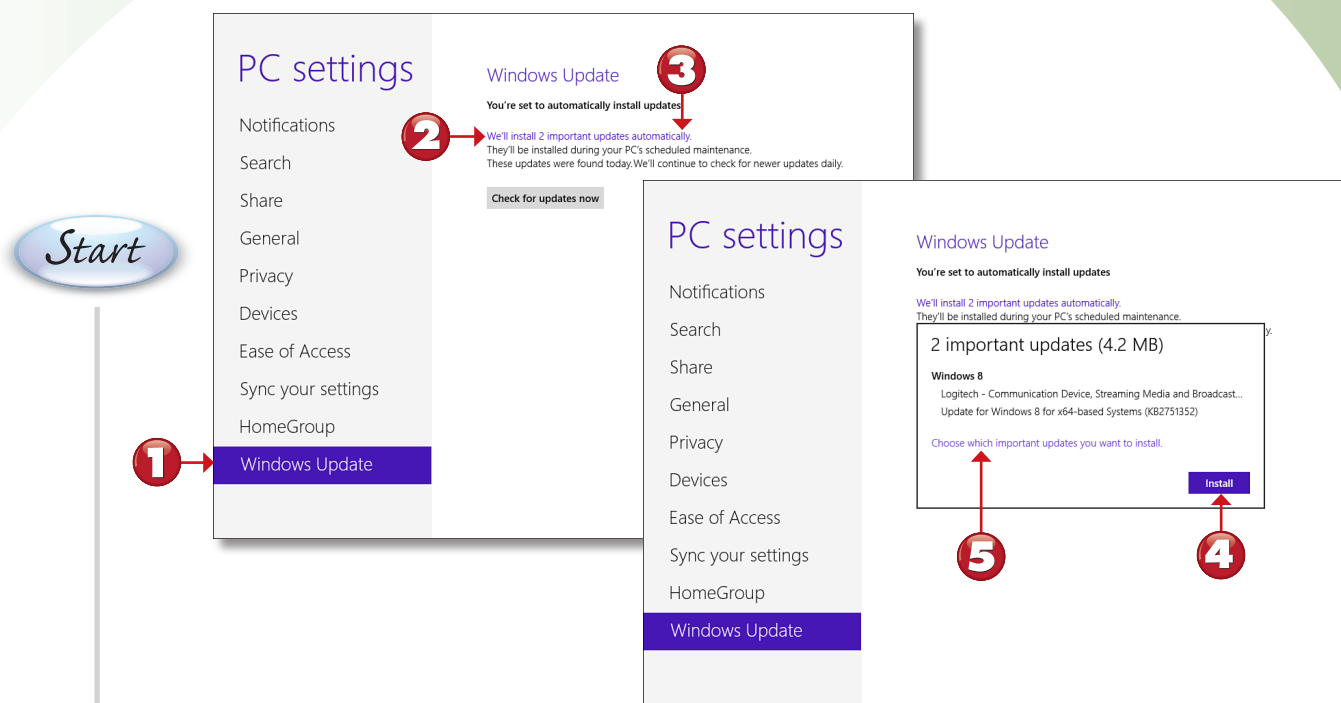 Start
PC settings
Notifications
Search
Share
General
Privacy
Devices
Ease of Access
Sync your settings
HomeGroup
Windows Update
1
Windows Update
3
You're set to automatically install updates
2
We'll install 2 important updates automatically.
They'll be installed during your PC's scheduled maintenance.
These updates were found today. We'll continue to check for newer updates daily.
Check for updates now
PC settings
Notifications
Search
Share
General
Privacy
Devices
Ease of Access
Sync your settings
HomeGroup
Windows Update
Windows Update
You're set to automatically install updates
We'll install 2 important updates automatically.
They'll be installed during your PC's scheduled maintenance.
y.
2 important updates (4.2 MB)
Windows 8
Logitech - Communication Device, Streaming Media and Broadcast...
Update for Windows 8 for x64-based Systems (KB2751352)
Choose which important updates you want to install.
Install
5
4